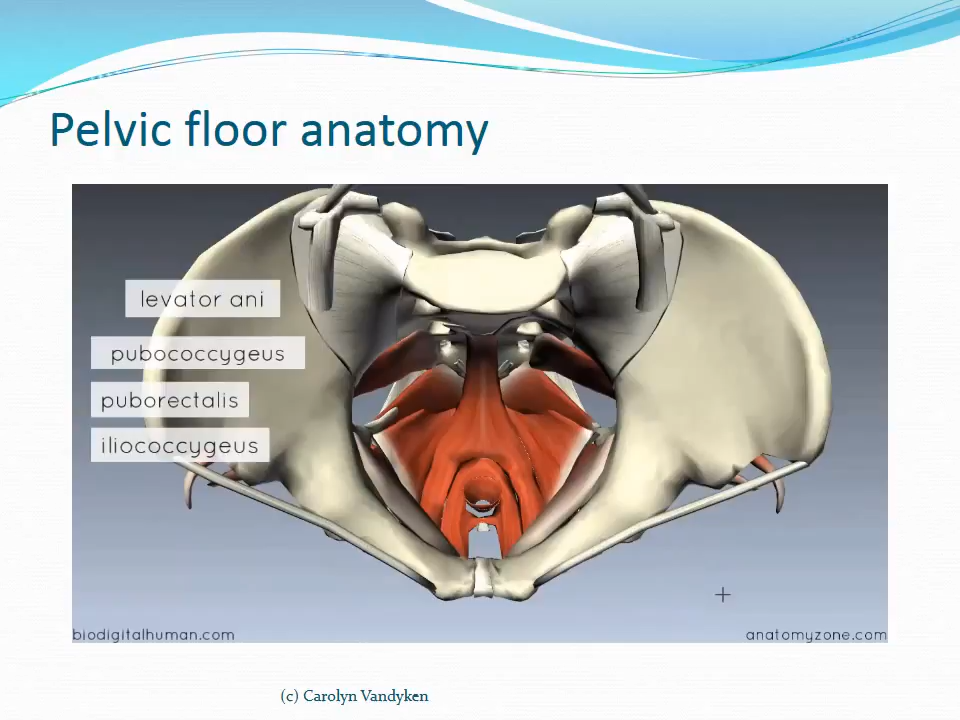 Pelvic floor anatomy
levator ani
pubococcygeus
puborectalis
iliococcygeus
biodigitalhuman.com
anatomyzone.com
(c) Carolyn Vandyken